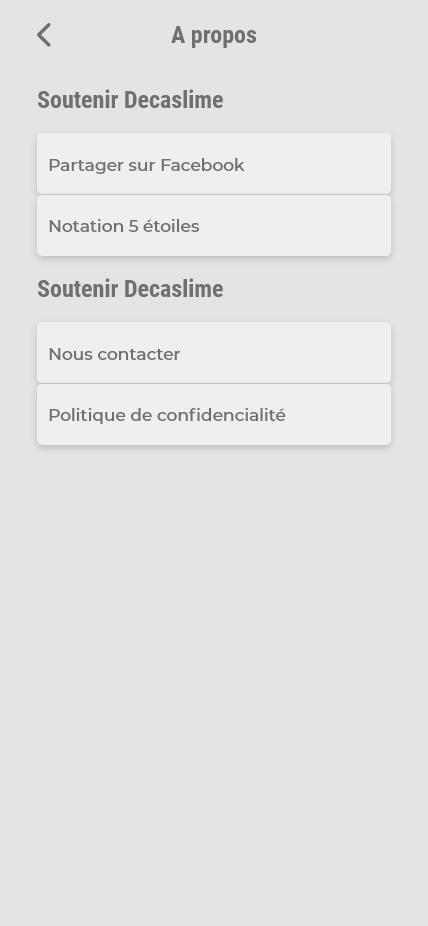 A propos
Soutenir Decaslime
Partager sur Facebook
Notation 5 étoiles
Soutenir Decaslime
Nous contacter
Politique de confidencialité